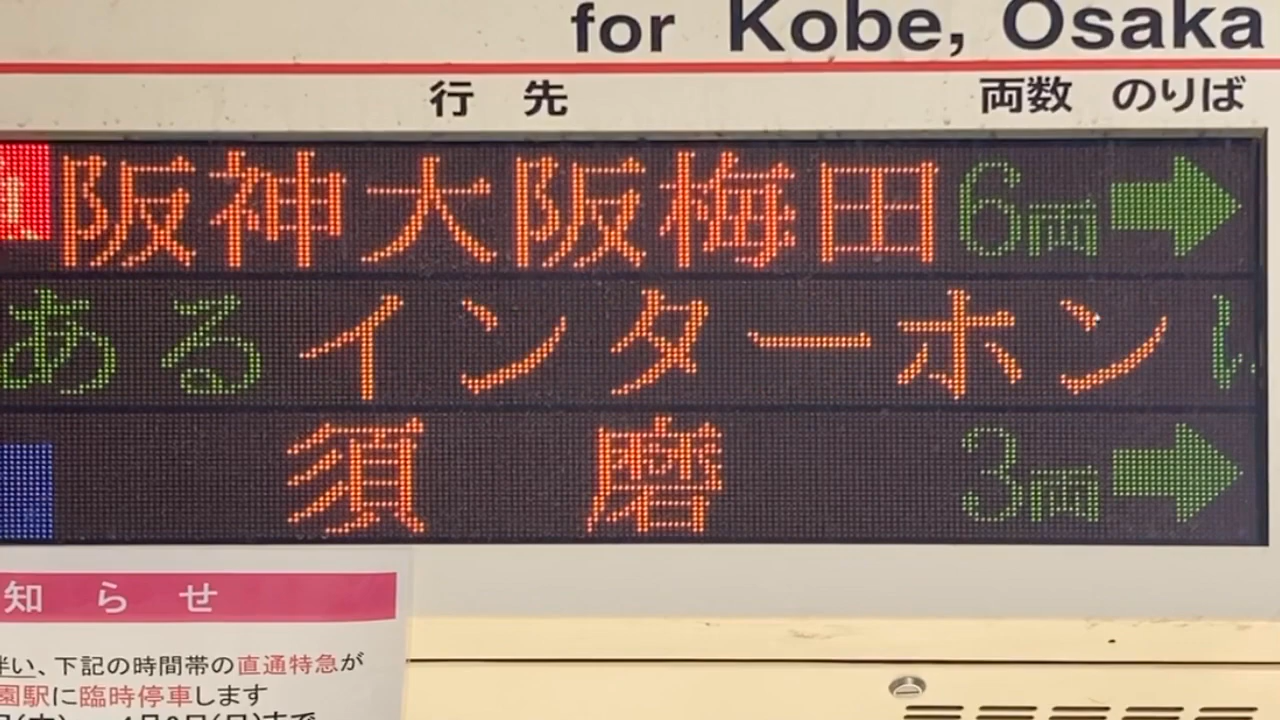 for Kobe, Osaka
行先 両数 のりば
阪神大阪梅田 6両
あるインターホン
須磨 3両
知らせ
伴い、下記の時間帯の直通特急が
園駅に臨時停車します